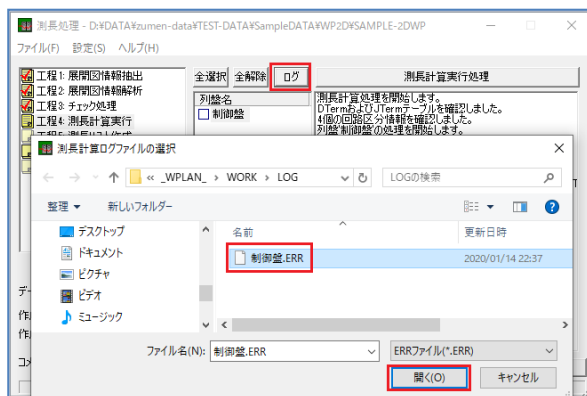 測長処理 - D:¥DATA¥zumen-data¥TEST-DATA¥SampleDATA¥WP2D¥SAMPLE-2DWP
ファイル(F) 設定(S) ヘルプ(H)
工程1: 展開図情報抽出
工程2: 展開図情報解析
工程3: チェック処理
工程4: 測長計算実行
全選択 全解除 ログ 測長計算実行処理
列盤名
制御盤
測長計算処理を開始します。
DTermおよびJTermテーブルを確認しました。
4個の回路区分情報を確認しました。
列盤'制御盤'の処理を開始します。
測長計算ログファイルの選択
« _WPLAN_ > WORK > LOG
LOGの検索
整理 新しいフォルダー
デスクトップ
ドキュメント
ピクチャ
ビデオ
ミュージック
名前 更新日時
制御盤.ERR 2020/01/14 22:37
ファイル名(N): 制御盤.ERR ERRファイル(*.ERR)
開く(O) キャンセル